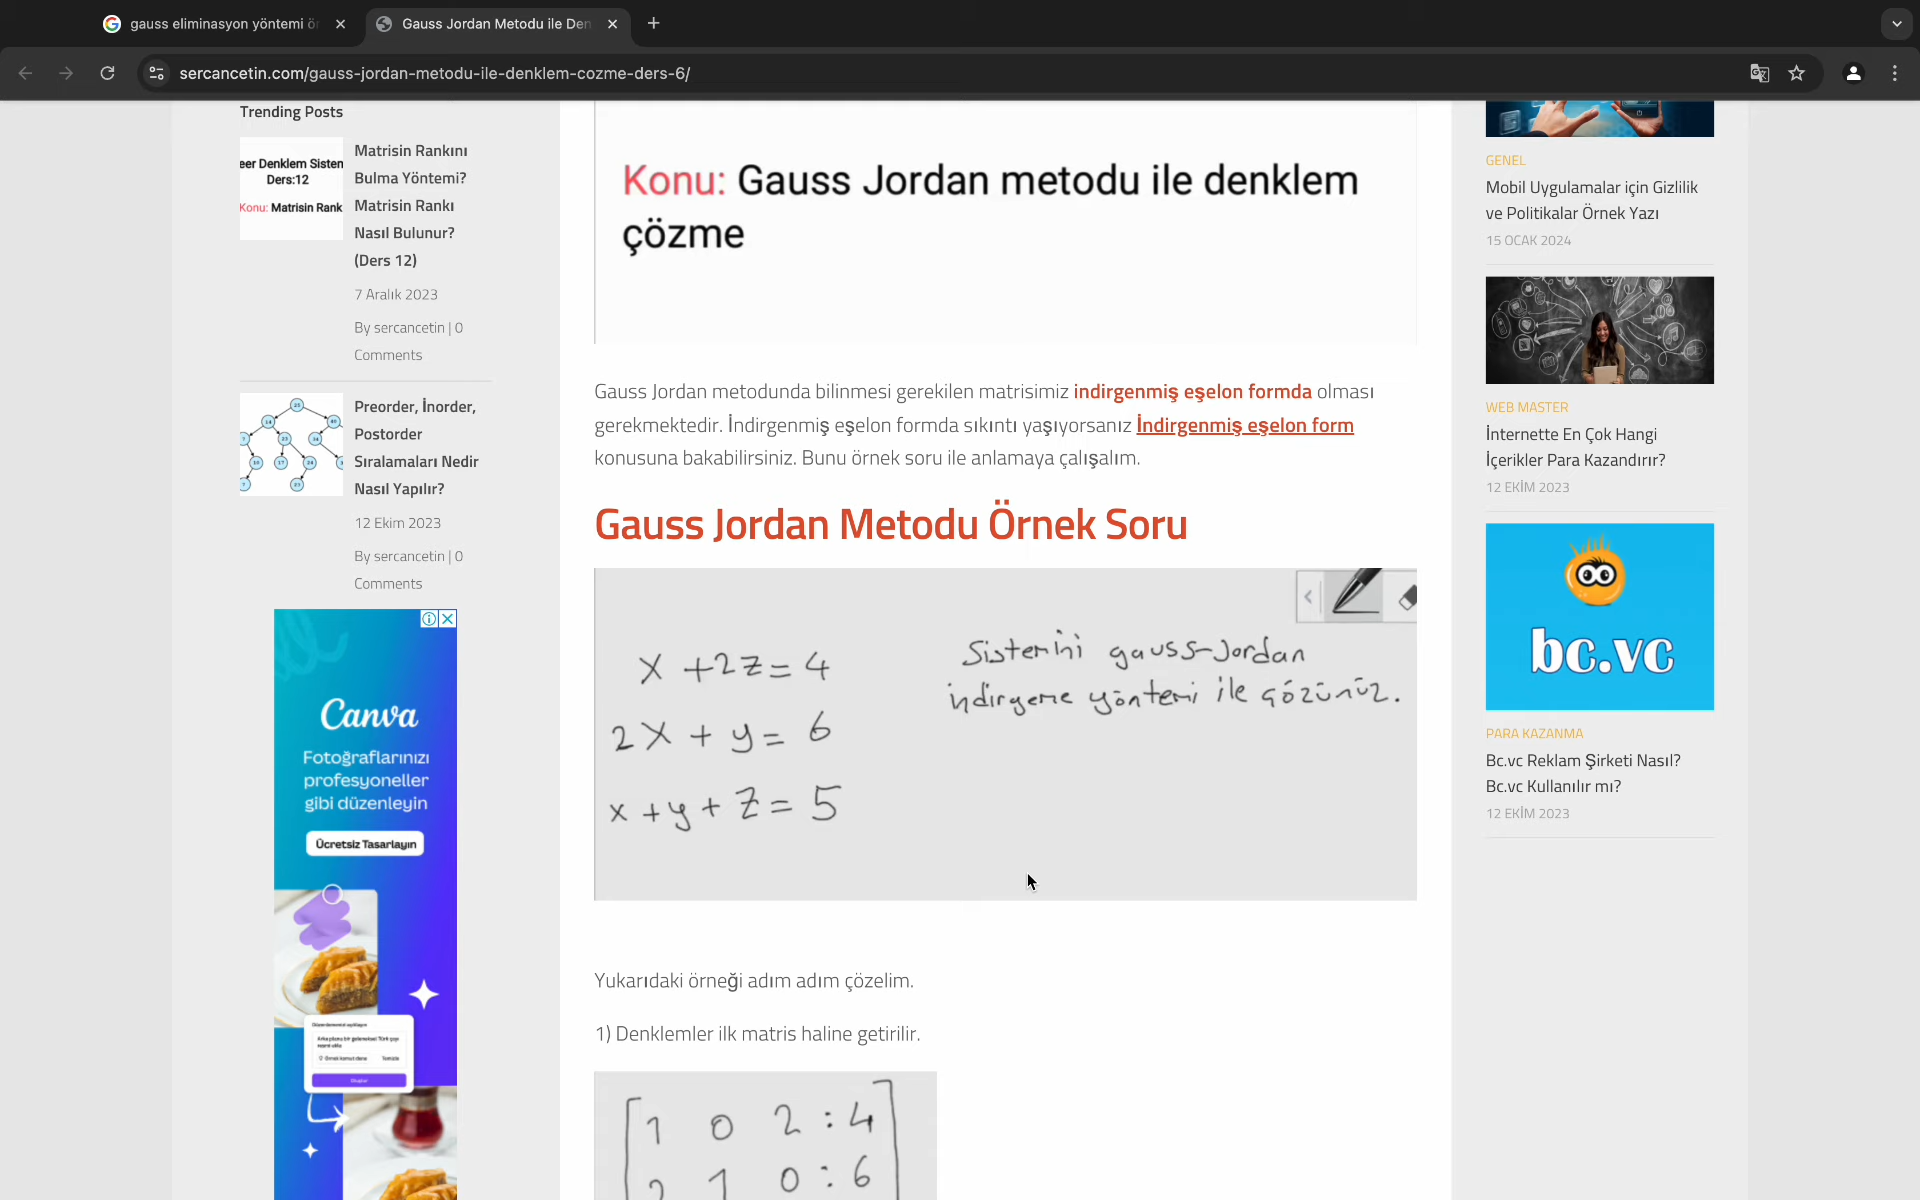 gauss eliminasyon yöntemi ör
Gauss Jordan Metodu ile Den
sercancetin.com/gauss-jordan-metodu-ile-denklem-cozme-ders-6/
Trending Posts
eer Denklem Sistem
Ders:12
Konu: Matrisin Rank
Matrisin Rankını
Bulma Yöntemi?
Matrisin Rankı
Nasıl Bulunur?
(Ders 12)
7 Aralık 2023
By sercancetin | 0
Comments
Preorder, İnorder,
Postorder
Sıralamaları Nedir
Nasıl Yapılır?
12 Ekim 2023
By sercancetin | 0
Comments
Canva
Fotoğraflarınızı
profesyoneller
gibi düzenleyin
Ücretsiz Tasarlayın
Konu: Gauss Jordan metodu ile denklem
çözme
Gauss Jordan metodunda bilinmesi gerekilen matrisimiz indirgenmiş eşelon formda olması
gerekmektedir. İndirgenmiş eşelon formda sıkıntı yaşıyorsanız İndirgenmiş eşelon form
konusuna bakabilirsiniz. Bunu örnek soru ile anlamaya çalışalım.
Gauss Jordan Metodu Örnek Soru
x + 2z = 4
2x + y = 6
x + y + z = 5
Sistemini gauss-Jordan
indirgeme yöntemi ile çözünüz.
Yukarıdaki örneği adım adım çözelim.
1) Denklemler ilk matris haline getirilir.
1 0 2 : 4
2 1 0 : 6
GENEL
Mobil Uygulamalar için Gizlilik
ve Politikalar Örnek Yazı
15 OCAK 2024
WEB MASTER
İnternette En Çok Hangi
İçerikler Para Kazandırır?
12 EKİM 2023
bc.vc
PARA KAZANMA
Bc.vc Reklam Şirketi Nasıl?
Bc.vc Kullanılır mı?
12 EKİM 2023